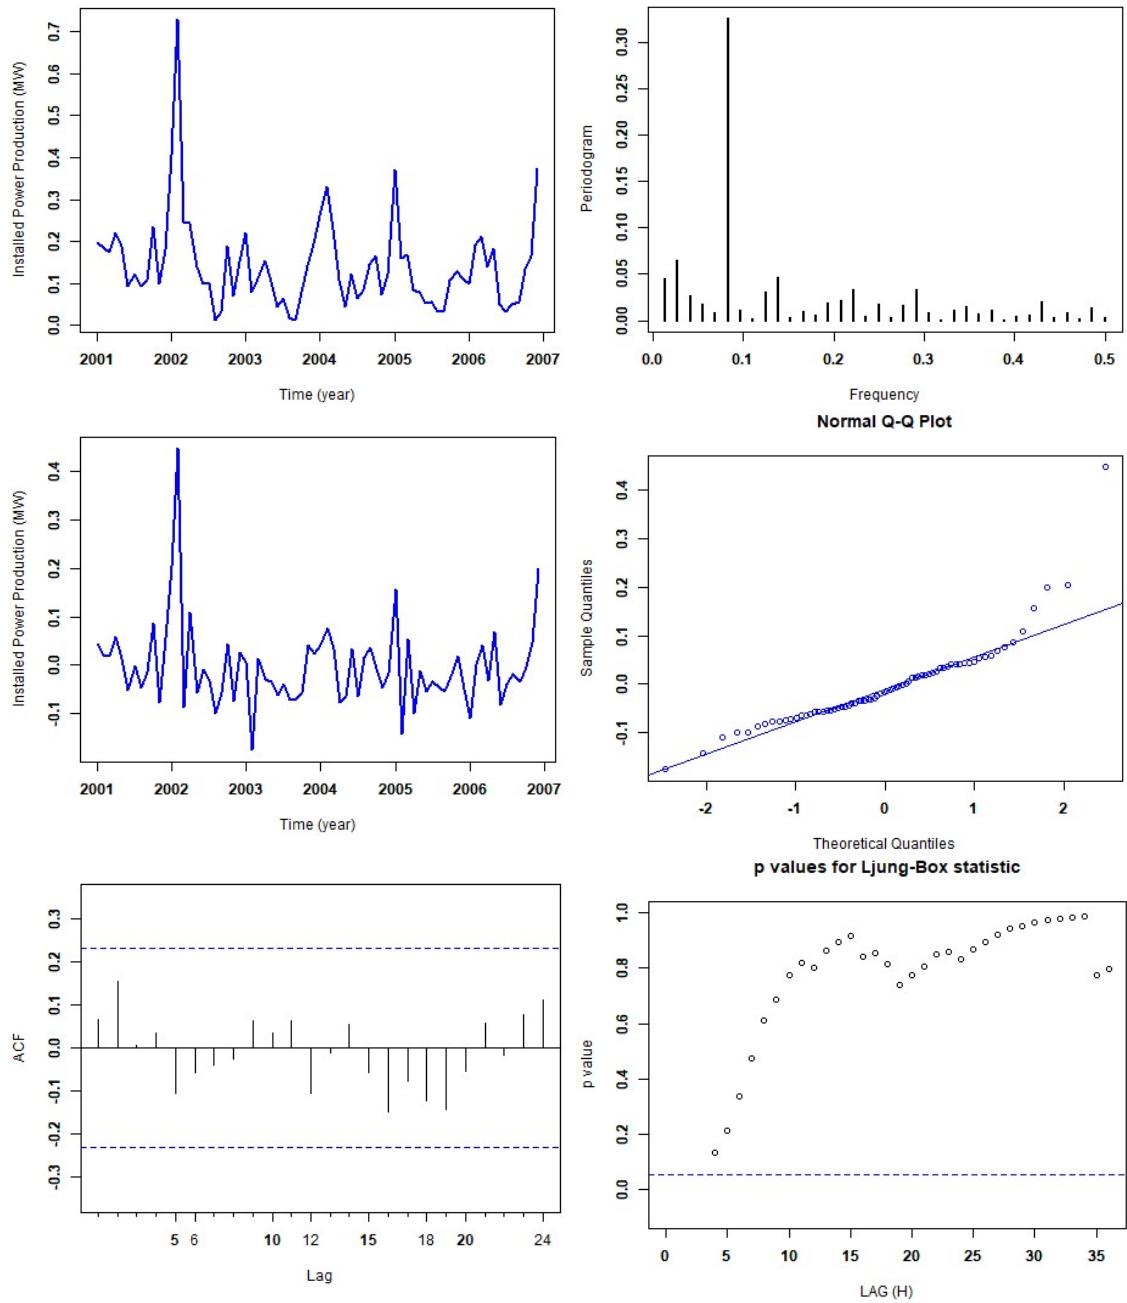 Installed Power Production (MW)
0.7
0.6
0.5
0.4
0.3
0.2
0.1
0.0
2001 2002 2003 2004 2005 2006 2007
Time (year)
Periodogram
0.30
0.25
0.20
0.15
0.10
0.05
0.00
0.0 0.1 0.2 0.3 0.4 0.5
Frequency
Installed Power Production (MW)
0.4
0.3
0.2
0.1
0.0
-0.1
2001 2002 2003 2004 2005 2006 2007
Time (year)
Normal Q-Q Plot
Sample Quantiles
0.4
0.3
0.2
0.1
0.0
-0.1
-2 -1 0 1 2
Theoretical Quantiles
ACF
0.3
0.2
0.1
0.0
-0.1
-0.2
-0.3
5 6 10 12 15 18 20 24
Lag
p values for Ljung-Box statistic
p value
1.0
0.8
0.6
0.4
0.2
0.0
0 5 10 15 20 25 30 35
LAG (H)